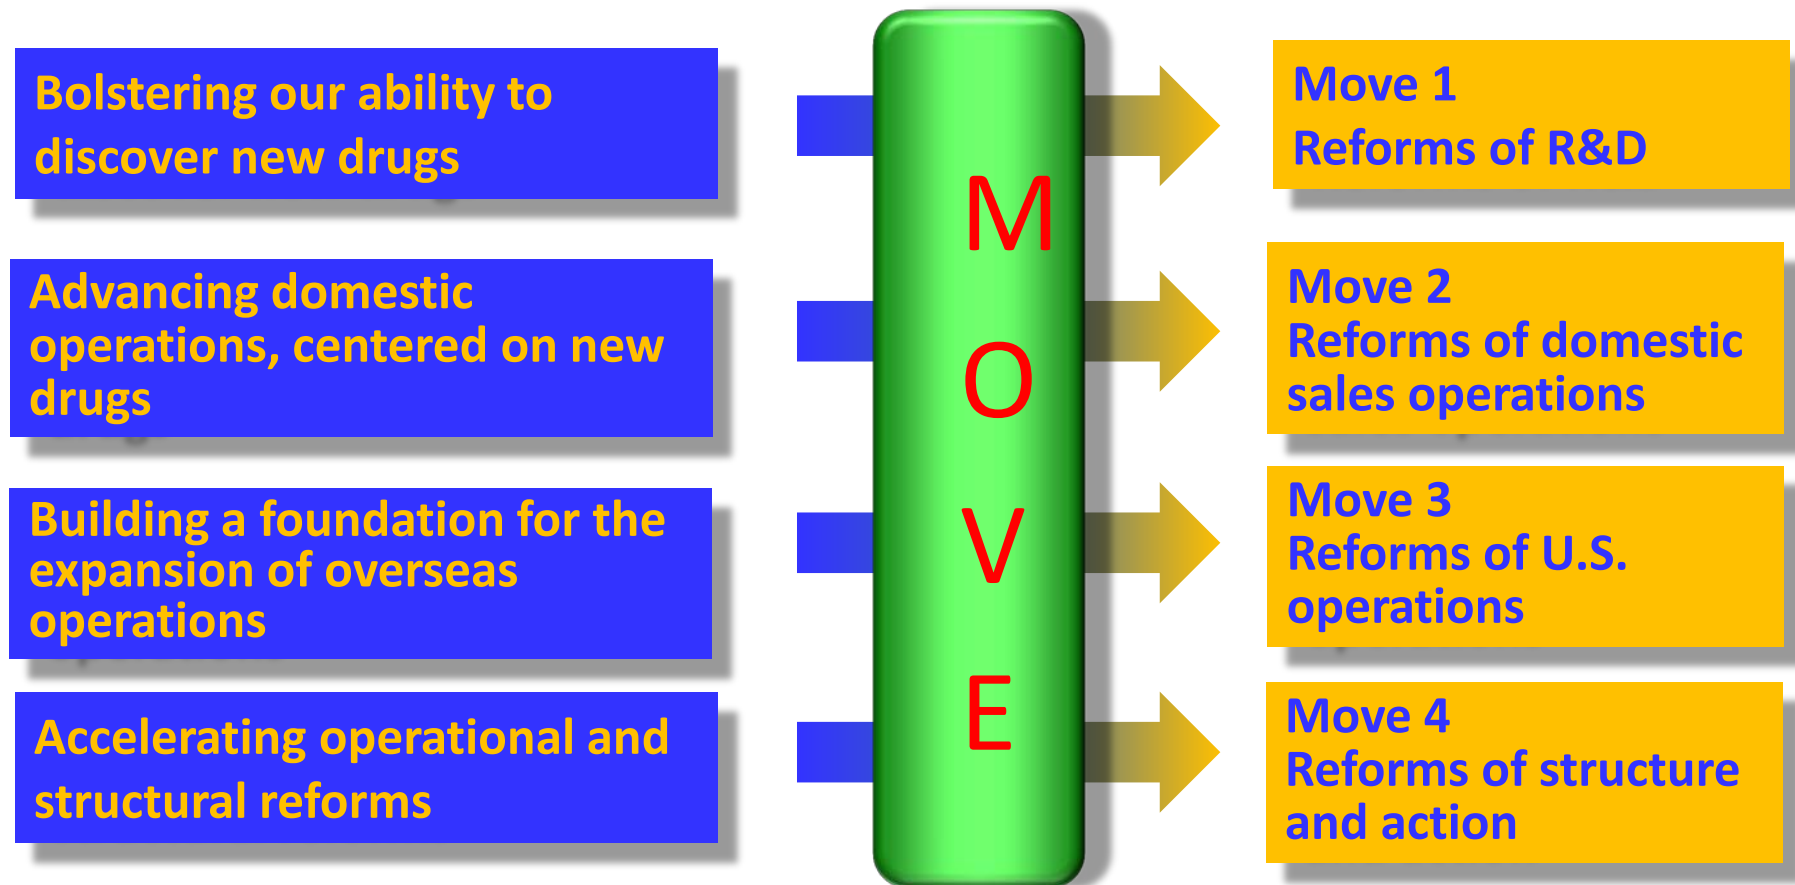 Bolstering our ability to
discover new drugs
Advancing domestic
operations, centered on new
drugs
Building a foundation for the
expansion of overseas
operations
Accelerating operational and
structural reforms
M
O
V
E
Move 1
Reforms of R&D
Move 2
Reforms of domestic
sales operations
Move 3
Reforms of U.S.
operations
Move 4
Reforms of structure
and action